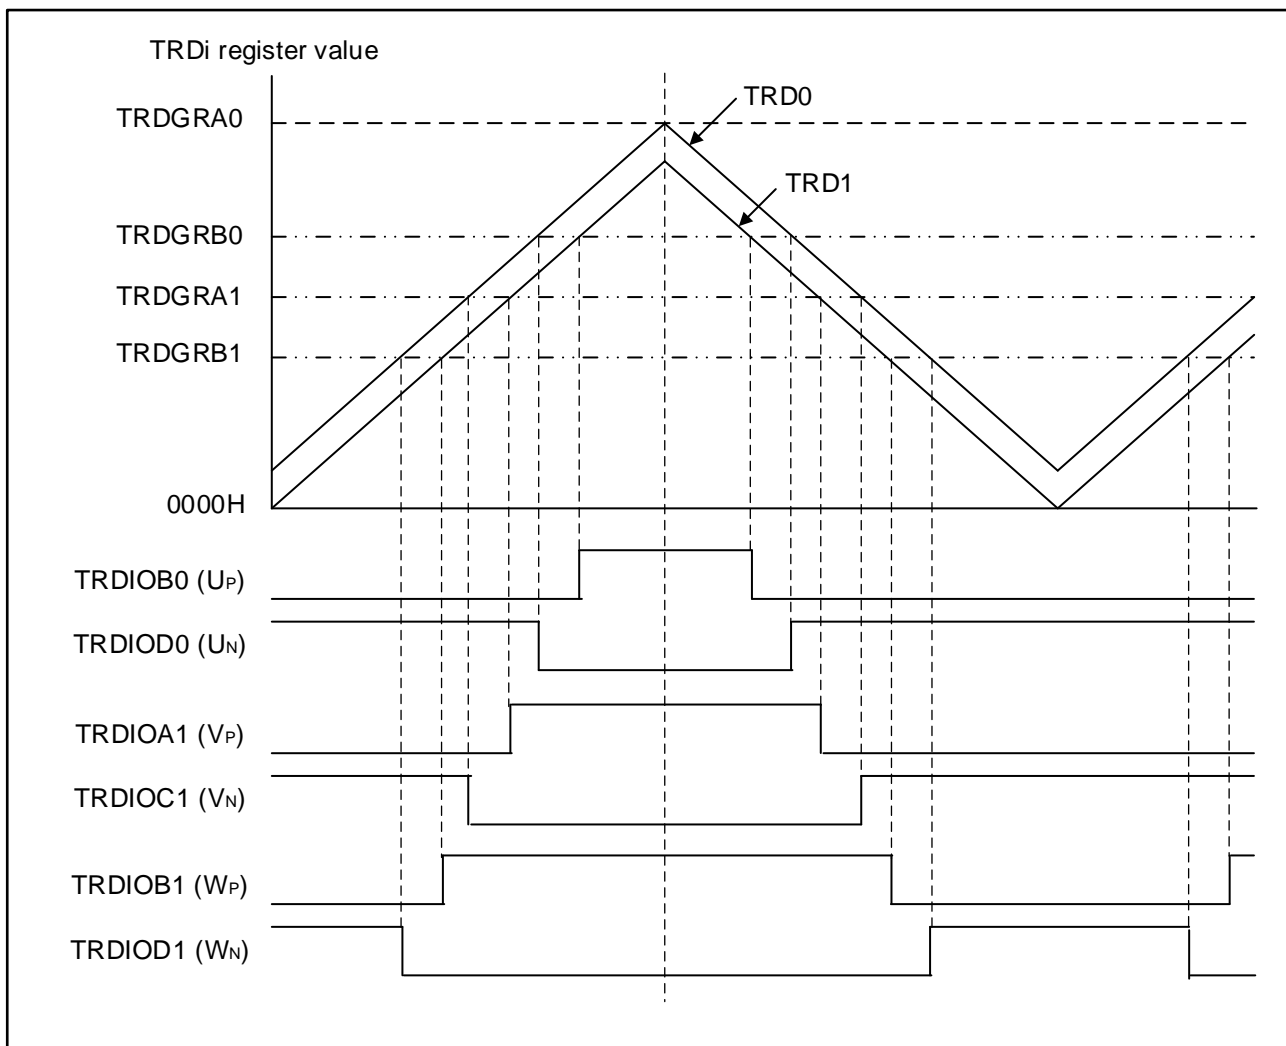 TRDi register value
TRDGRA0
TRD0
TRD1
TRDGRB0
TRDGRA1
TRDGRB1
0000H
TRDIOB0 (UP)
TRDIOD0 (UN)
TRDIOA1 (VP)
TRDIOC1 (VN)
TRDIOB1 (WP)
TRDIOD1 (WN)